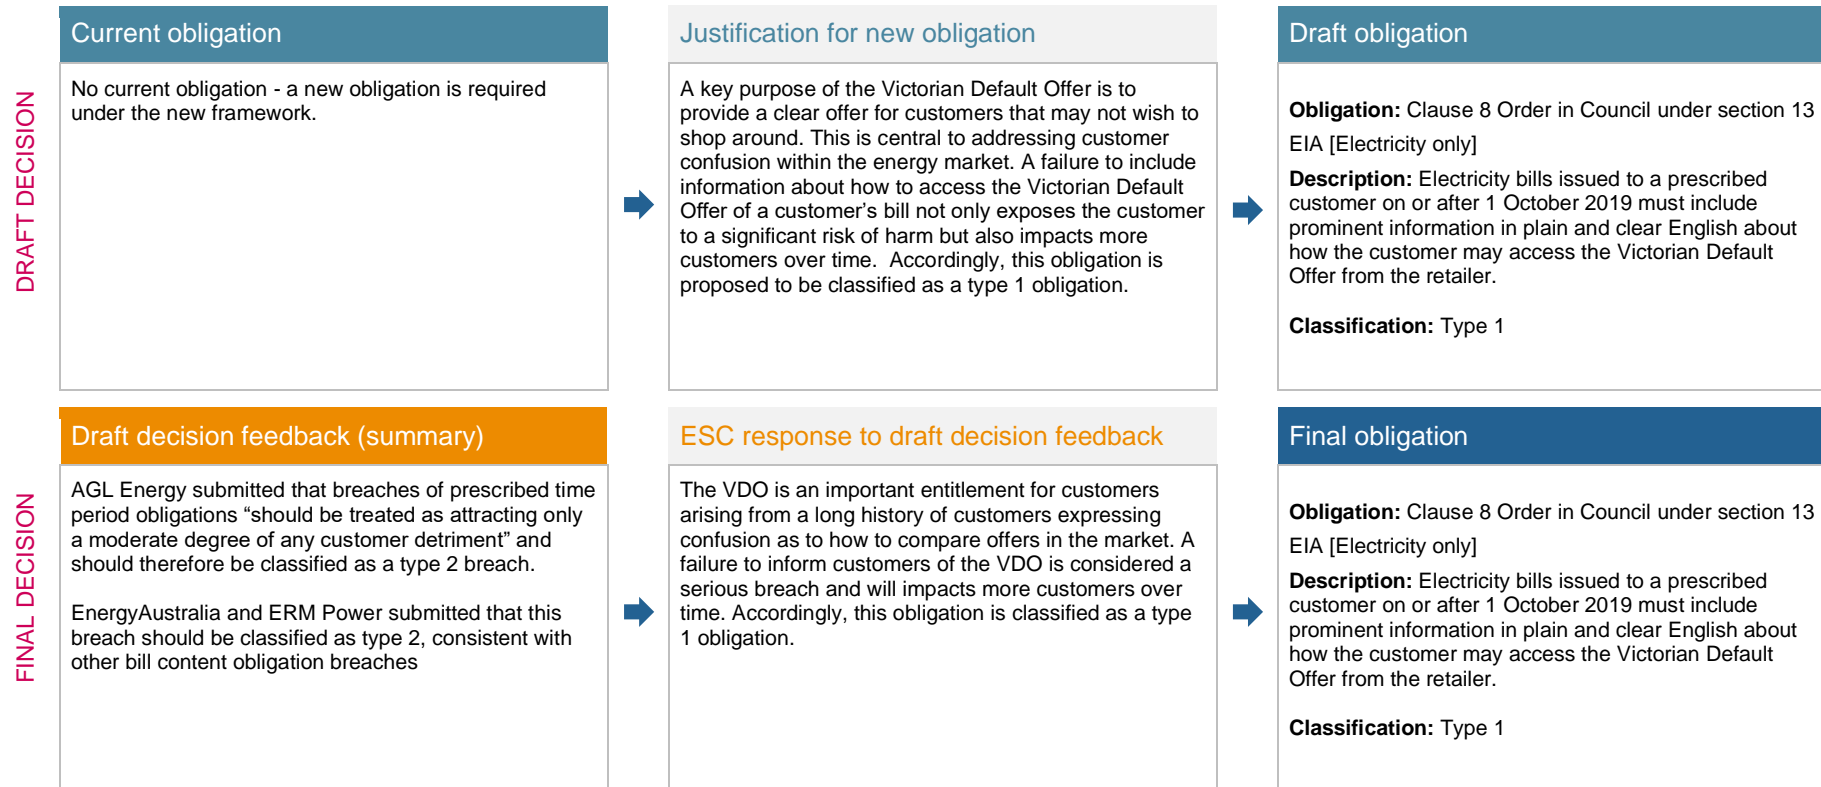 DRAFT DECISION
Current obligation
No current obligation - a new obligation is required
under the new framework.
Justification for new obligation
A key purpose of the Victorian Default Offer is to
provide a clear offer for customers that may not wish to
shop around. This is central to addressing customer
confusion within the energy market. A failure to include
information about how to access the Victorian Default
Offer of a customer’s bill not only exposes the customer
to a significant risk of harm but also impacts more
customers over time.  Accordingly, this obligation is
proposed to be classified as a type 1 obligation.
Draft obligation
Obligation: Clause 8 Order in Council under section 13
EIA [Electricity only]
Description: Electricity bills issued to a prescribed
customer on or after 1 October 2019 must include
prominent information in plain and clear English about
how the customer may access the Victorian Default
Offer from the retailer.
Classification: Type 1
FINAL DECISION
Draft decision feedback (summary)
AGL Energy submitted that breaches of prescribed time
period obligations “should be treated as attracting only
a moderate degree of any customer detriment” and
should therefore be classified as a type 2 breach.
EnergyAustralia and ERM Power submitted that this
breach should be classified as type 2, consistent with
other bill content obligation breaches
ESC response to draft decision feedback
The VDO is an important entitlement for customers
arising from a long history of customers expressing
confusion as to how to compare offers in the market. A
failure to inform customers of the VDO is considered a
serious breach and will impacts more customers over
time. Accordingly, this obligation is classified as a type
1 obligation.
Final obligation
Obligation: Clause 8 Order in Council under section 13
EIA [Electricity only]
Description: Electricity bills issued to a prescribed
customer on or after 1 October 2019 must include
prominent information in plain and clear English about
how the customer may access the Victorian Default
Offer from the retailer.
Classification: Type 1